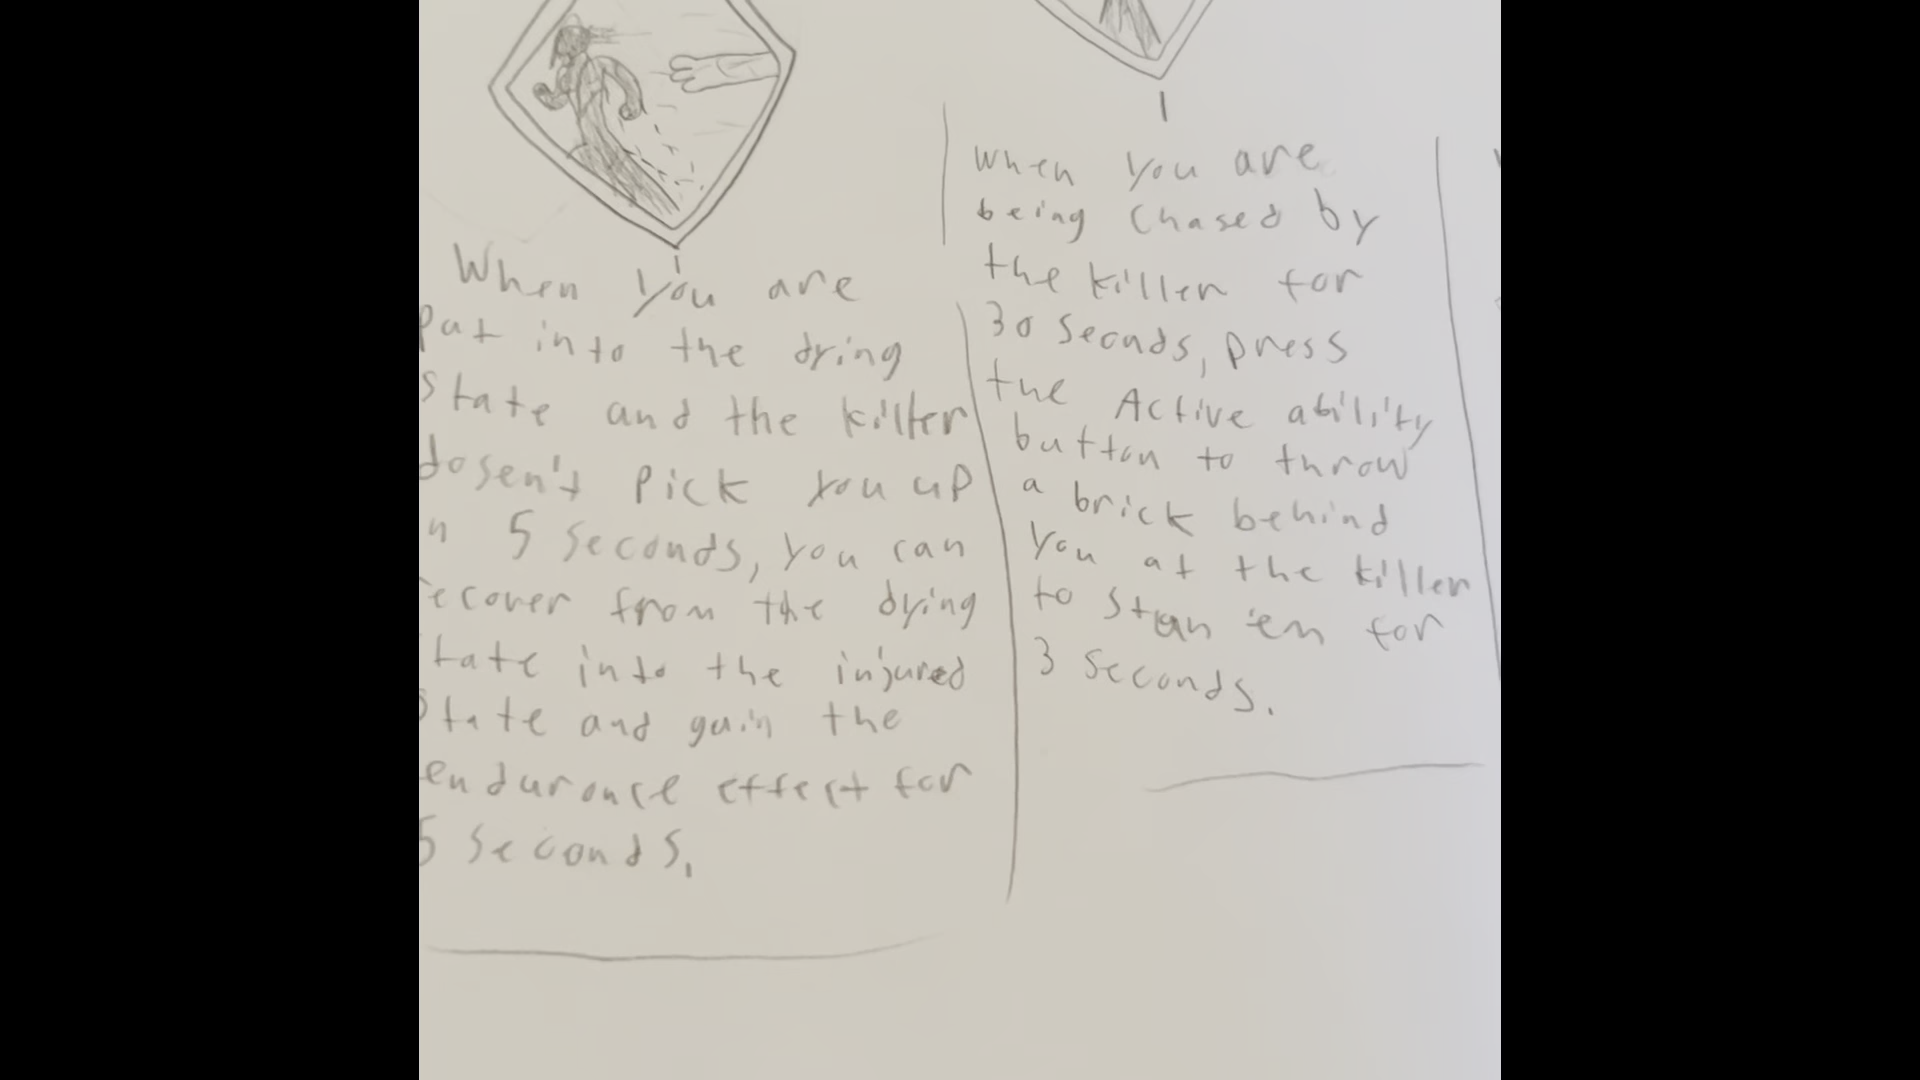 When you are
put into the dying
state and the killer
dosen't pick you up
n 5 seconds, you can
ecover from the dying
tate into the injured
state and gain the
endurance effect for
5 seconds.
When you are
being chased by
the killer for
30 seconds, press
the Active ability
button to throw
a brick behind
you at the killer
to stun 'em for
3 seconds.